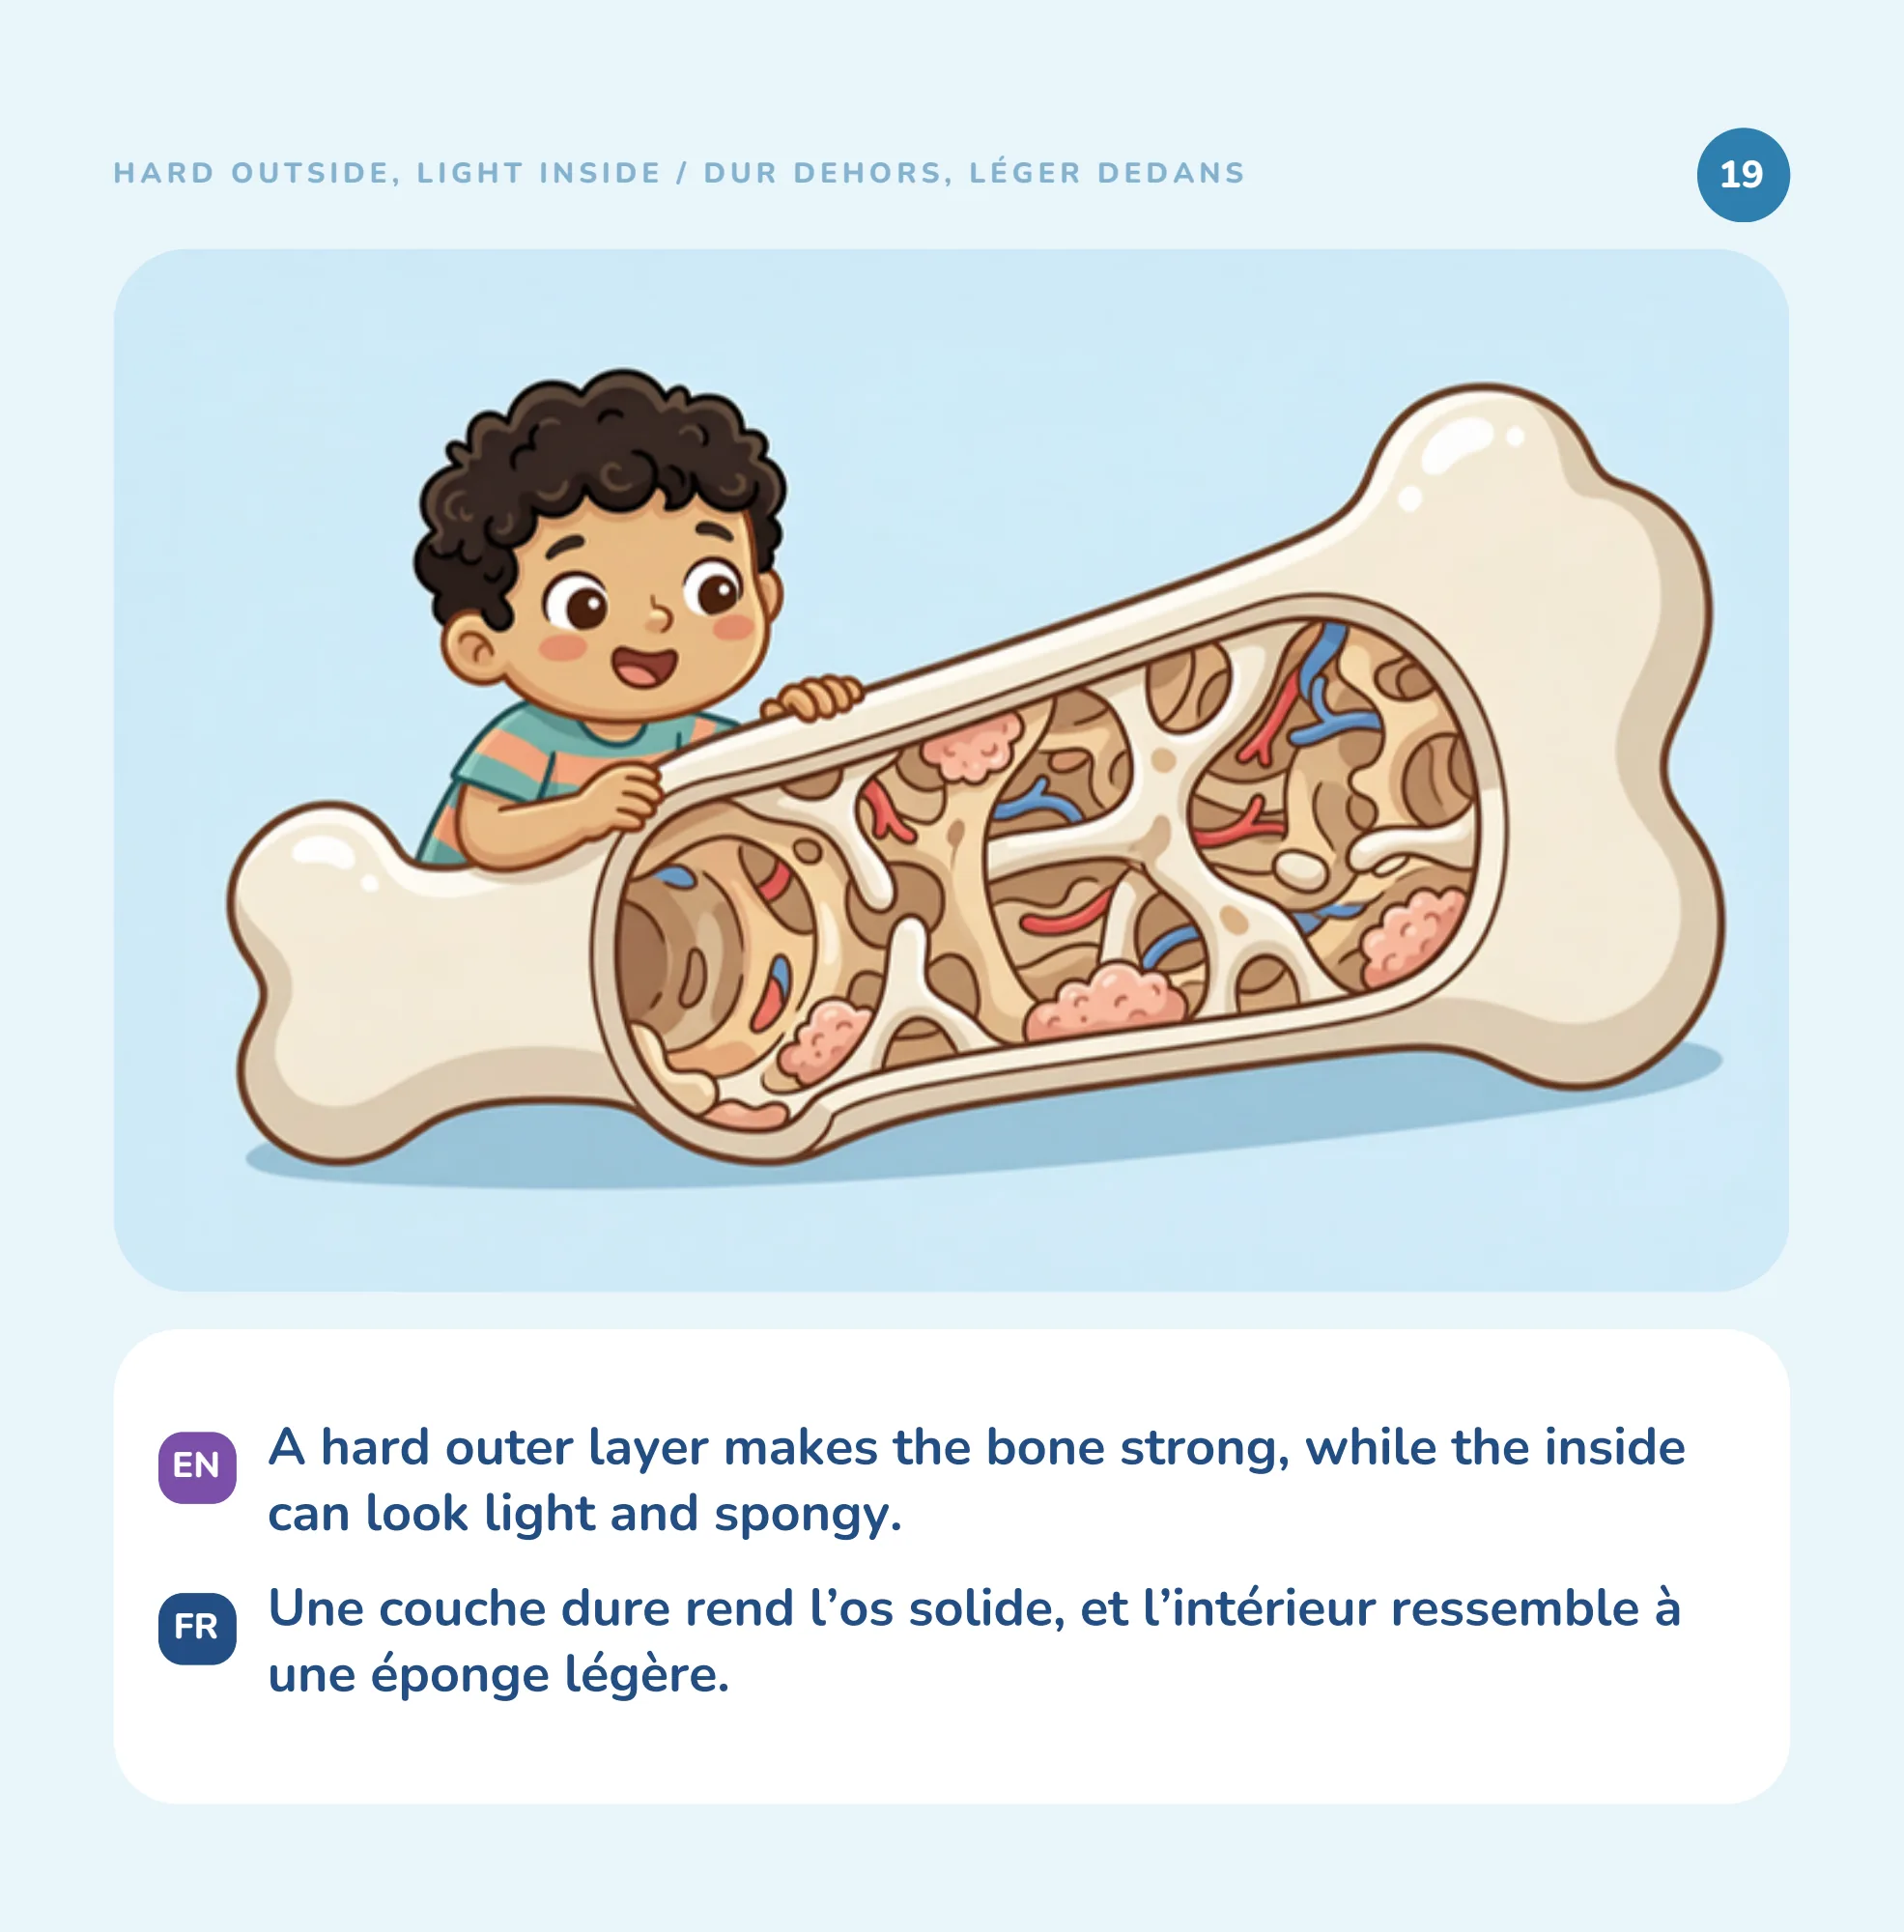 HARD OUTSIDE, LIGHT INSIDE / DUR DEHORS, LÉGER DEDANS
19
EN
A hard outer layer makes the bone strong, while the inside
can look light and spongy.
FR
Une couche dure rend l’os solide, et l’intérieur ressemble à
une éponge légère.